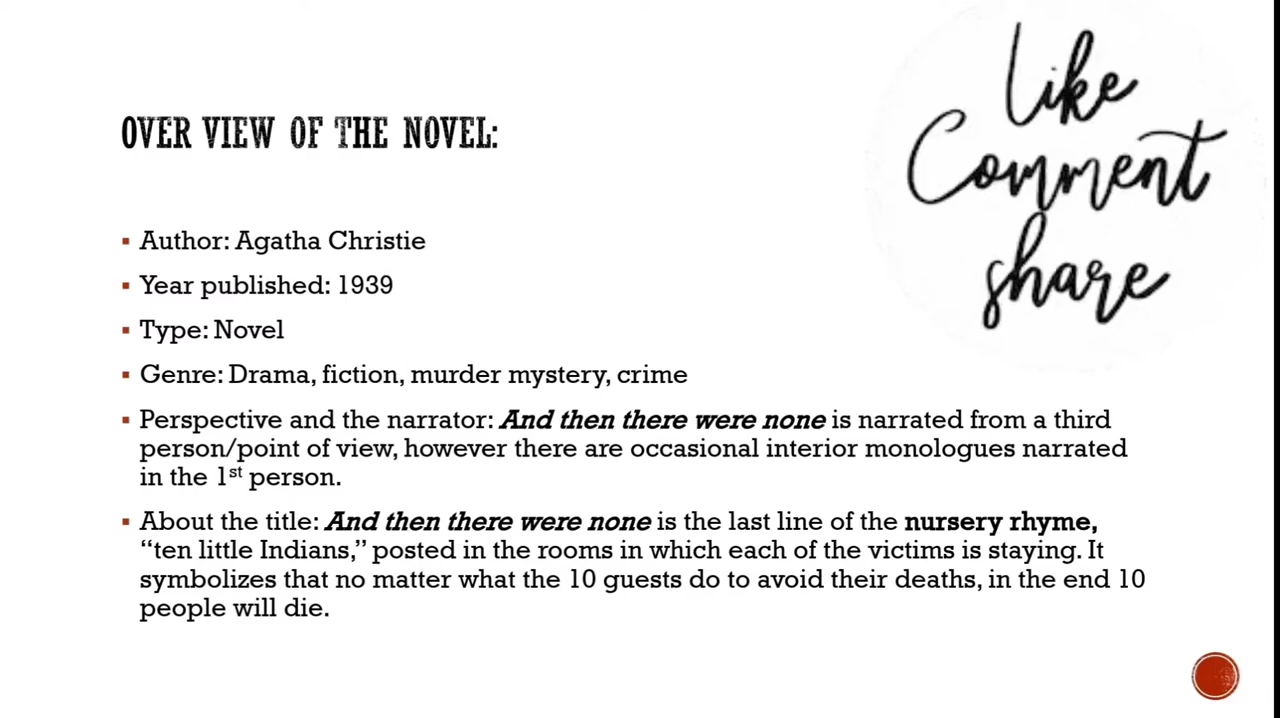 OVER VIEW OF THE NOVEL:
Like
Comment
share
Author: Agatha Christie
Year published: 1939
Type: Novel
Genre: Drama, fiction, murder mystery, crime
Perspective and the narrator: And then there were none is narrated from a third
person/point of view, however there are occasional interior monologues narrated
in the 1st person.
About the title: And then there were none is the last line of the nursery rhyme,
“ten little Indians,” posted in the rooms in which each of the victims is staying. It
symbolizes that no matter what the 10 guests do to avoid their deaths, in the end 10
people will die.